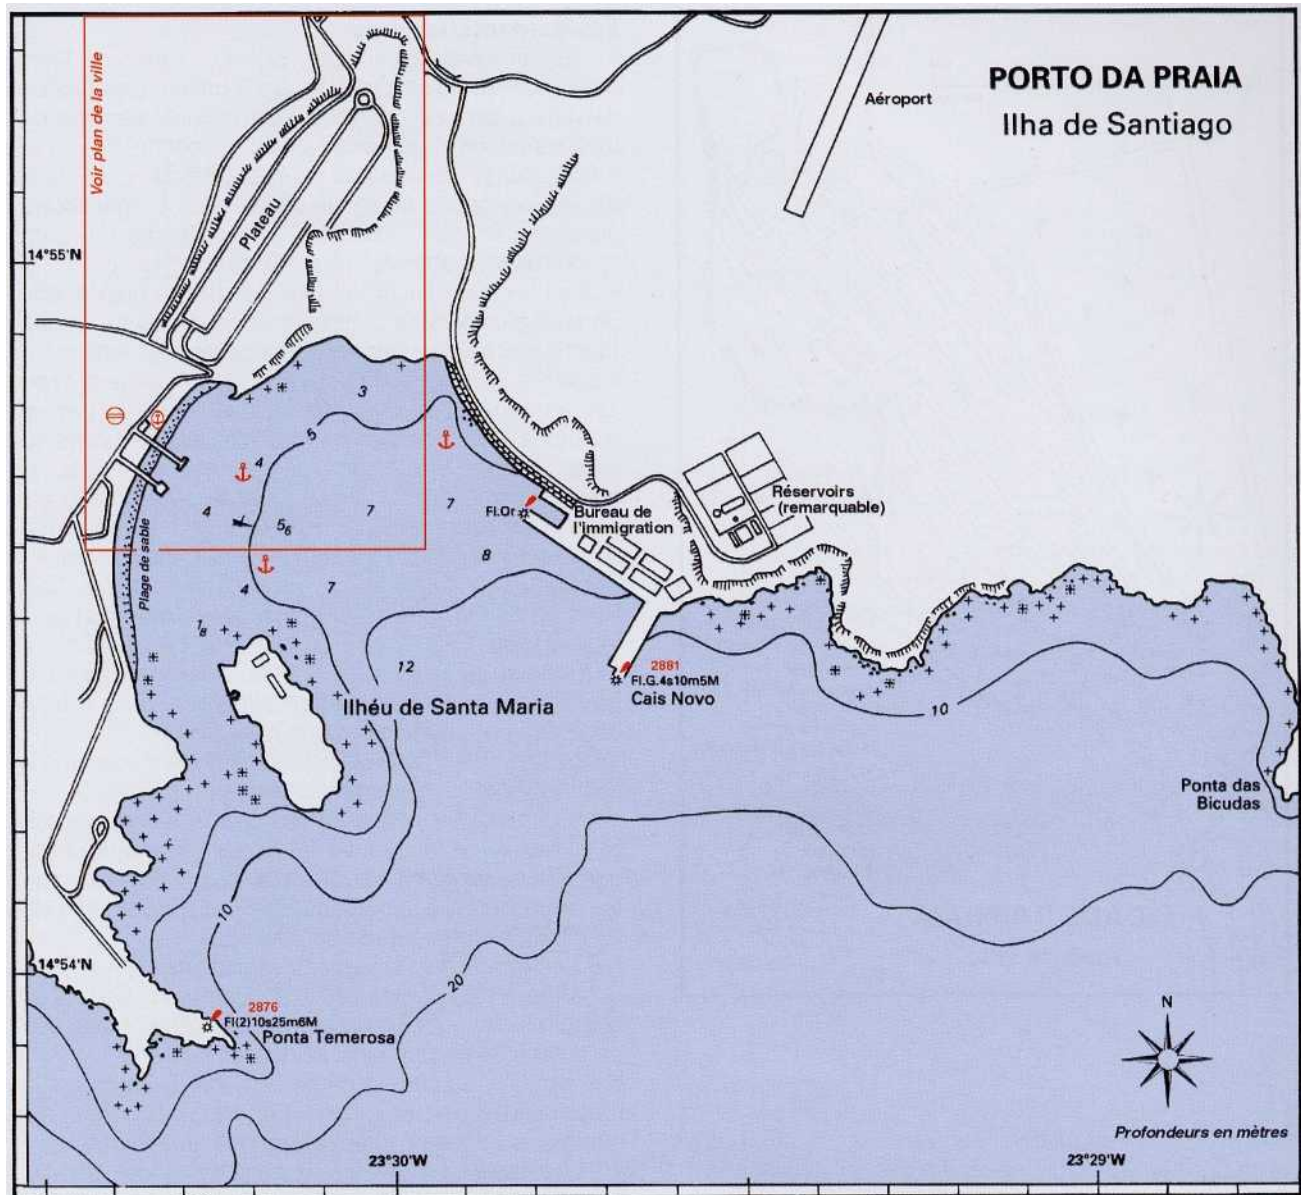 PORTO DA PRAIA
Ilha de Santiago
Aéroport
Voir plan de la ville
Plateau
14°55'N
3
5
4
4
5₆
7
7
8
Fl.Or
Bureau de
l'immigration
Réservoirs
(remarquable)
Plage de sable
4
7
1₈
12
2881
Fl.G.4s10m5M
Cais Novo
Ilhéu de Santa Maria
10
Ponta das
Bicudas
10
20
14°54'N
2876
Fl(2)10s25m6M
Ponta Temerosa
N
Profondeurs en mètres
23°30'W
23°29'W